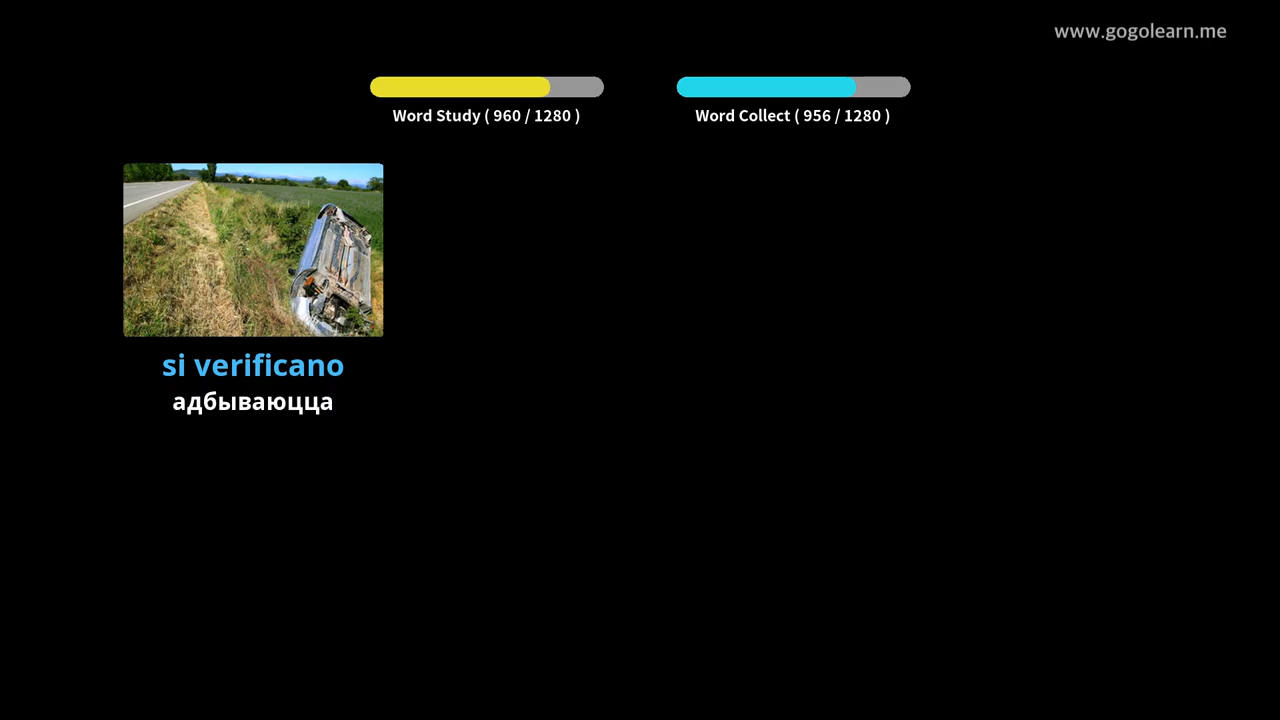 www.gogolearn.me
Word Study ( 960 / 1280 )
Word Collect ( 956 / 1280 )
si verificano
адбываюцца